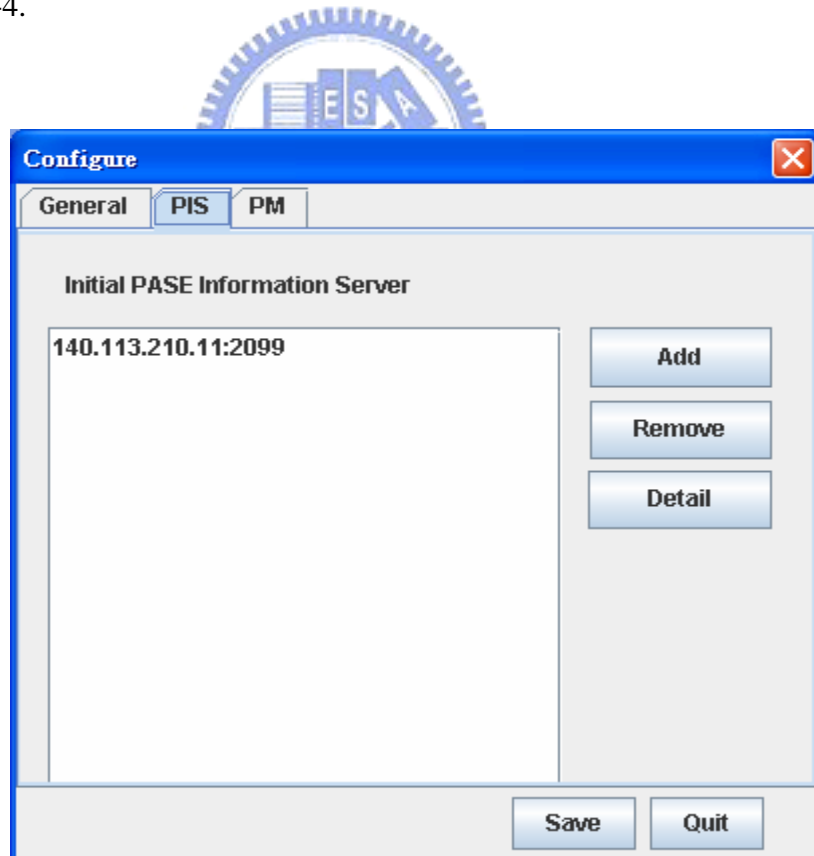 4.
E S A
Configure
General PIS PM
Initial PASE Information Server
140.113.210.11:2099
Add
Remove
Detail
Save Quit